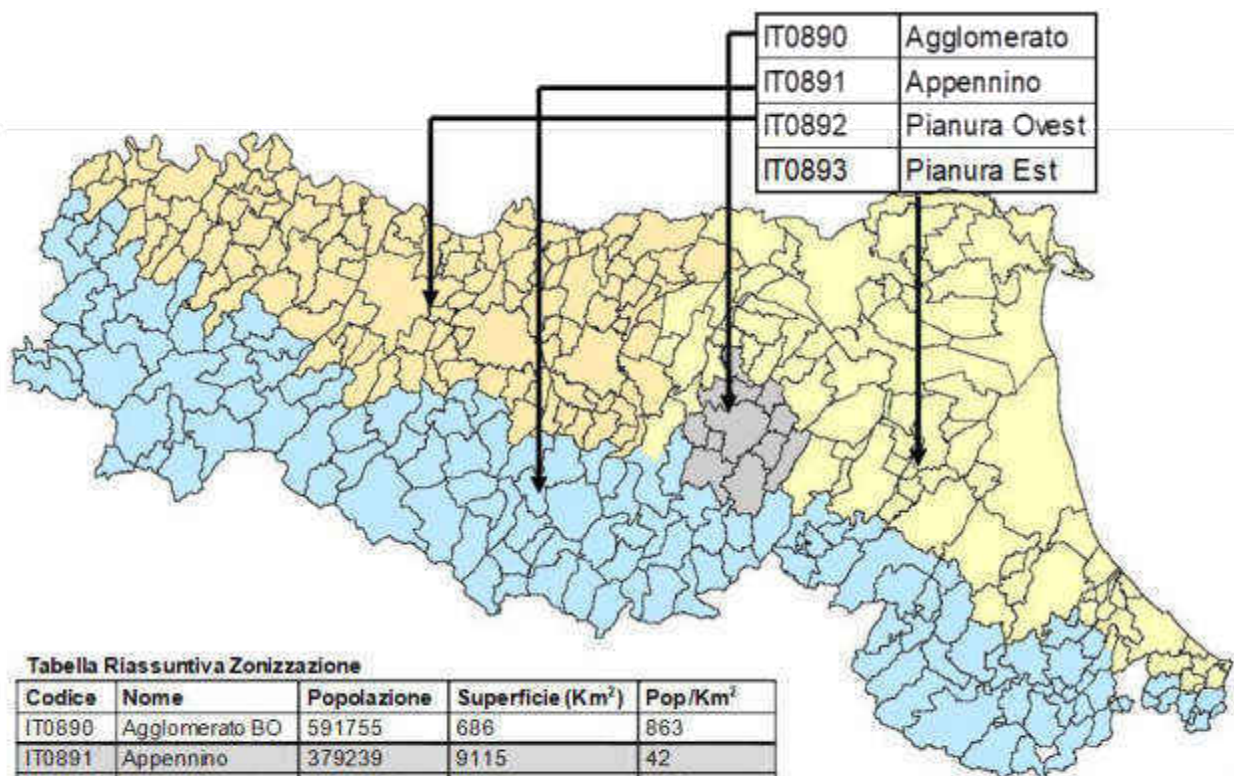 IT0890 Agglomerato
IT0891 Appennino
IT0892 Pianura Ovest
IT0893 Pianura Est
Tabella Riassuntiva Zonizzazione
Codice Nome Popolazione Superficie (Km²) Pop/Km²
IT0890 Agglomerato BO 591755 686 863
IT0891 Appennino 379239 9115 42